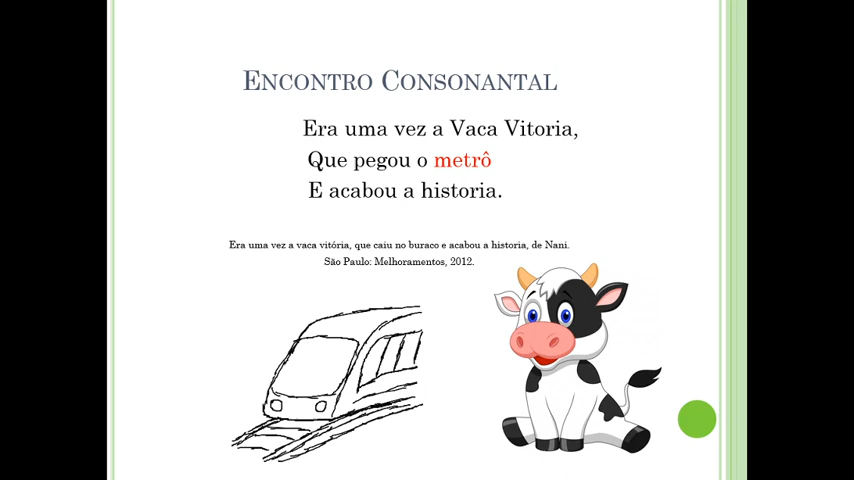 ENCONTRO CONSONANTAL
Era uma vez a Vaca Vitoria,
Que pegou o metrô
E acabou a historia.
Era uma vez a vaca vitória, que caiu no buraco e acabou a historia, de Nani.
São Paulo: Melhoramentos, 2012.